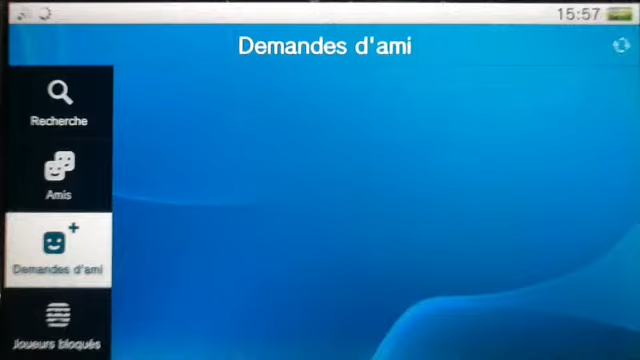 15:57
Demandes d'ami
Recherche
Amis
Demandes d'ami
Joueurs bloqués